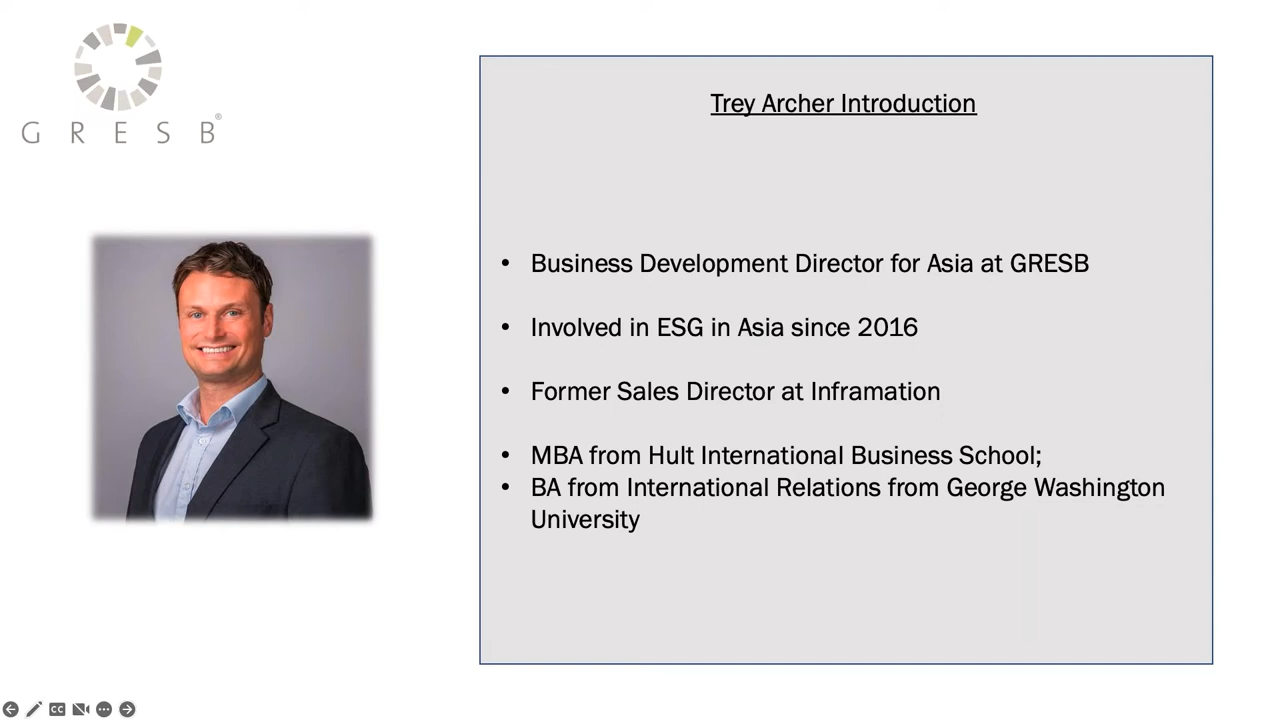 GRESB®
Trey Archer Introduction
• Business Development Director for Asia at GRESB
• Involved in ESG in Asia since 2016
• Former Sales Director at Inframation
• MBA from Hult International Business School;
• BA from International Relations from George Washington
University
CC